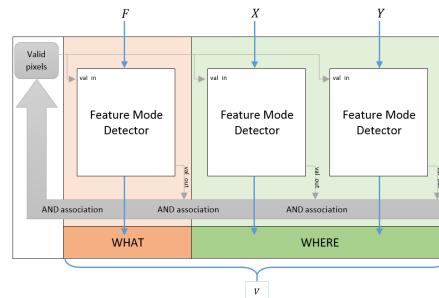 F X Y
Valid
pixels
val in val in val in
Feature Mode
Detector
Feature Mode
Detector
Feature Mode
Detector
val. out. val. out. val. out.
AND association AND association AND association
WHAT WHERE
V